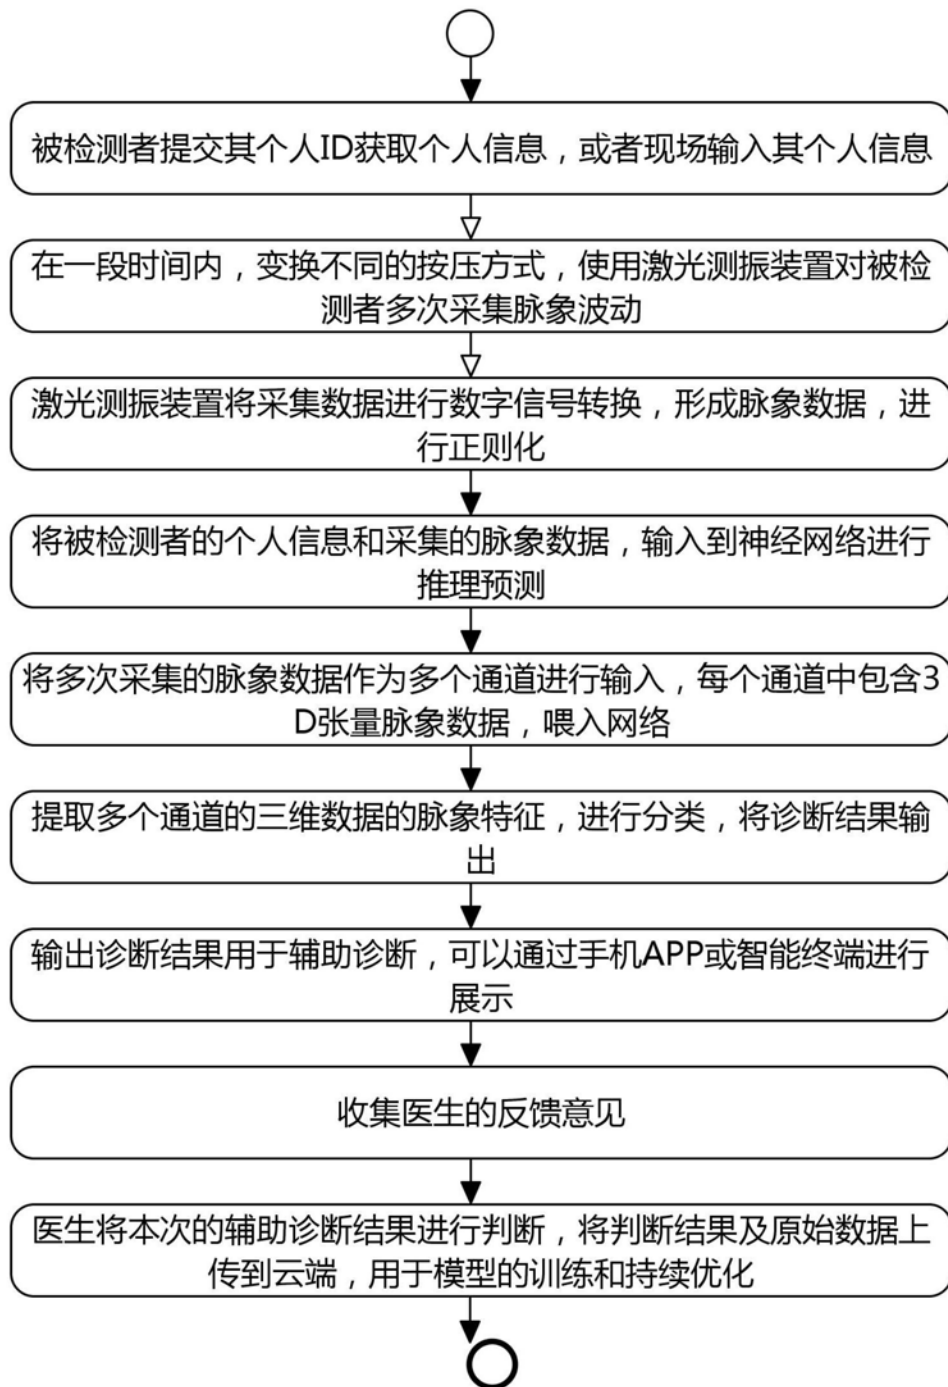 被检测者提交其个人ID获取个人信息，或者现场输入其个人信息
在一段时间内，变换不同的按压方式，使用激光测振装置对被检
测者多次采集脉象波动
激光测振装置将采集数据进行数字信号转换，形成脉象数据，进
行正则化
将被检测者的个人信息和采集的脉象数据，输入到神经网络进行
推理预测
将多次采集的脉象数据作为多个通道进行输入，每个通道中包含3
D张量脉象数据，喂入网络
提取多个通道的三维数据的脉象特征，进行分类，将诊断结果输
出
输出诊断结果用于辅助诊断，可以通过手机APP或智能终端进行
展示
收集医生的反馈意见
医生将本次的辅助诊断结果进行判断，将判断结果及原始数据上
传到云端，用于模型的训练和持续优化